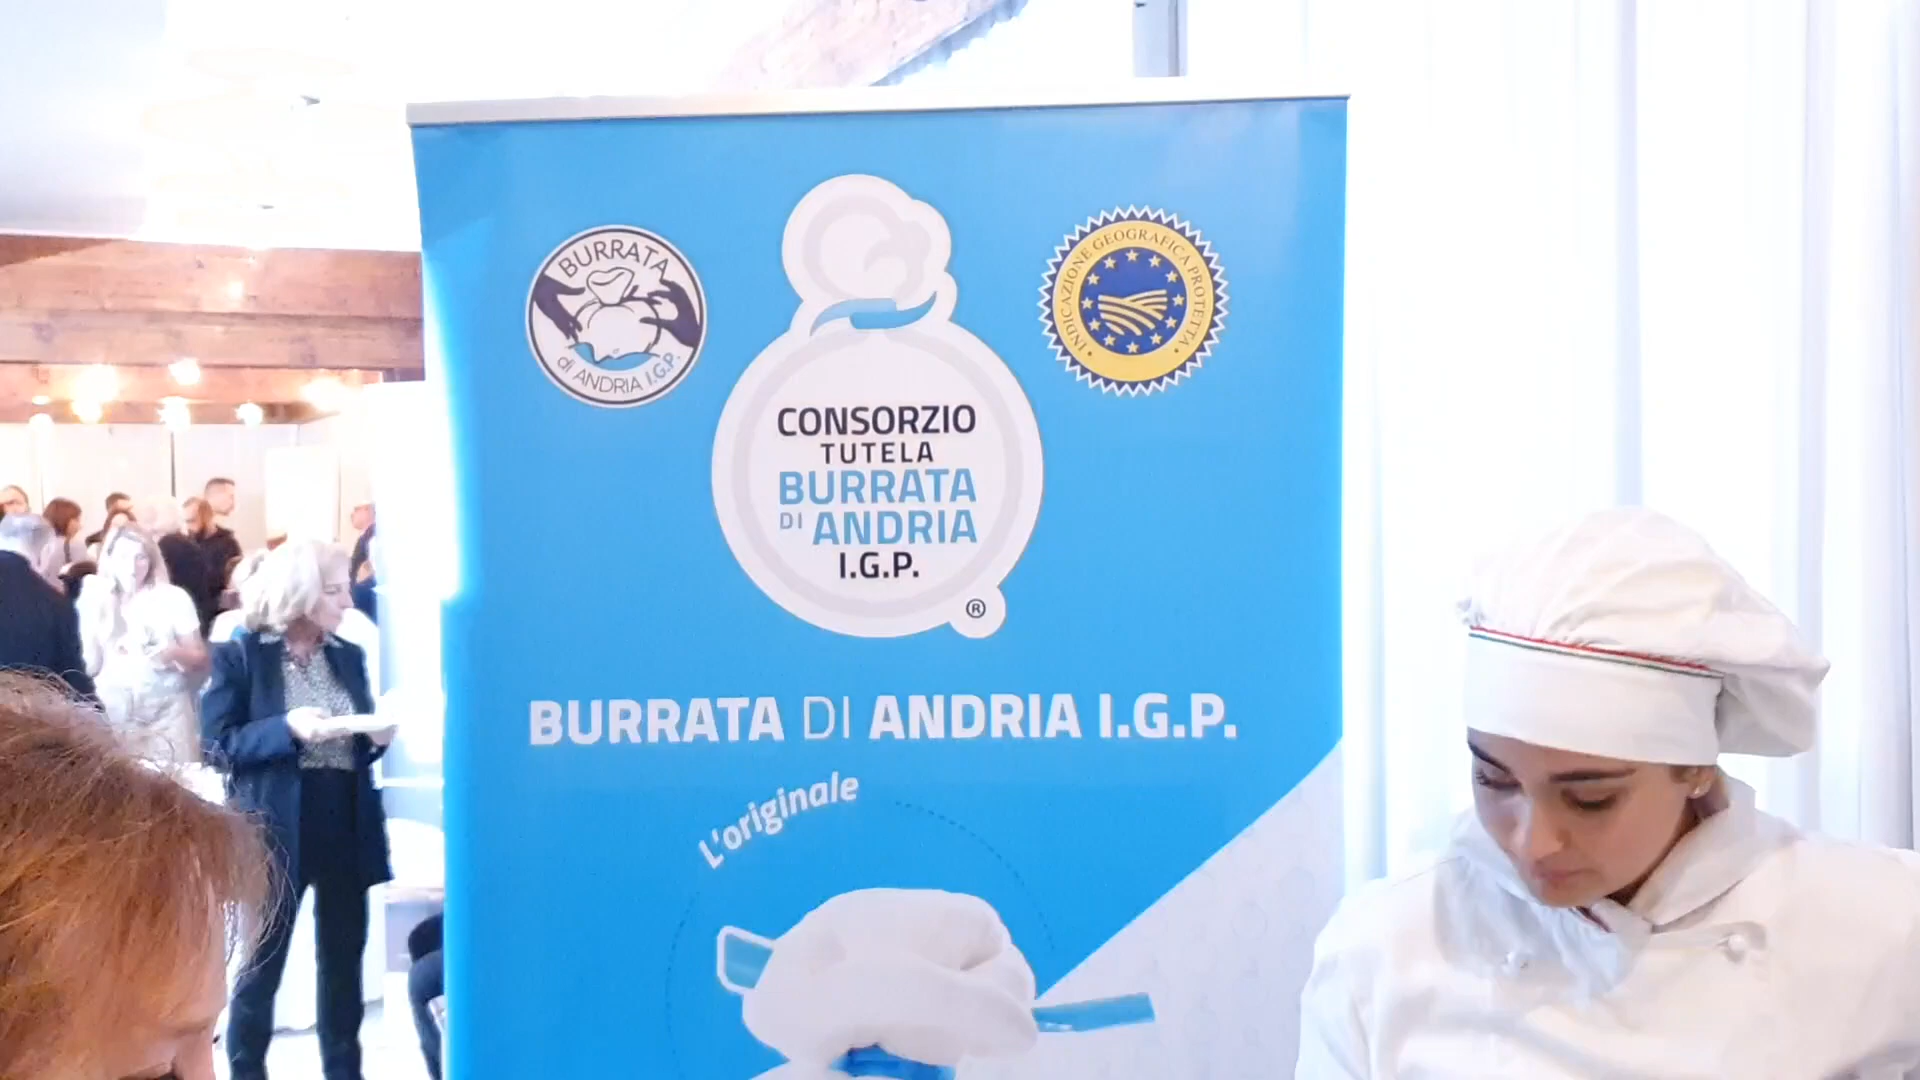 BURRATA
di ANDRIA I.G.P.
CONSORZIO
TUTELA
BURRATA
DI ANDRIA
I.G.P.
®
INDICAZIONE GEOGRAFICA PROTETTA
BURRATA DI ANDRIA I.G.P.
L'originale